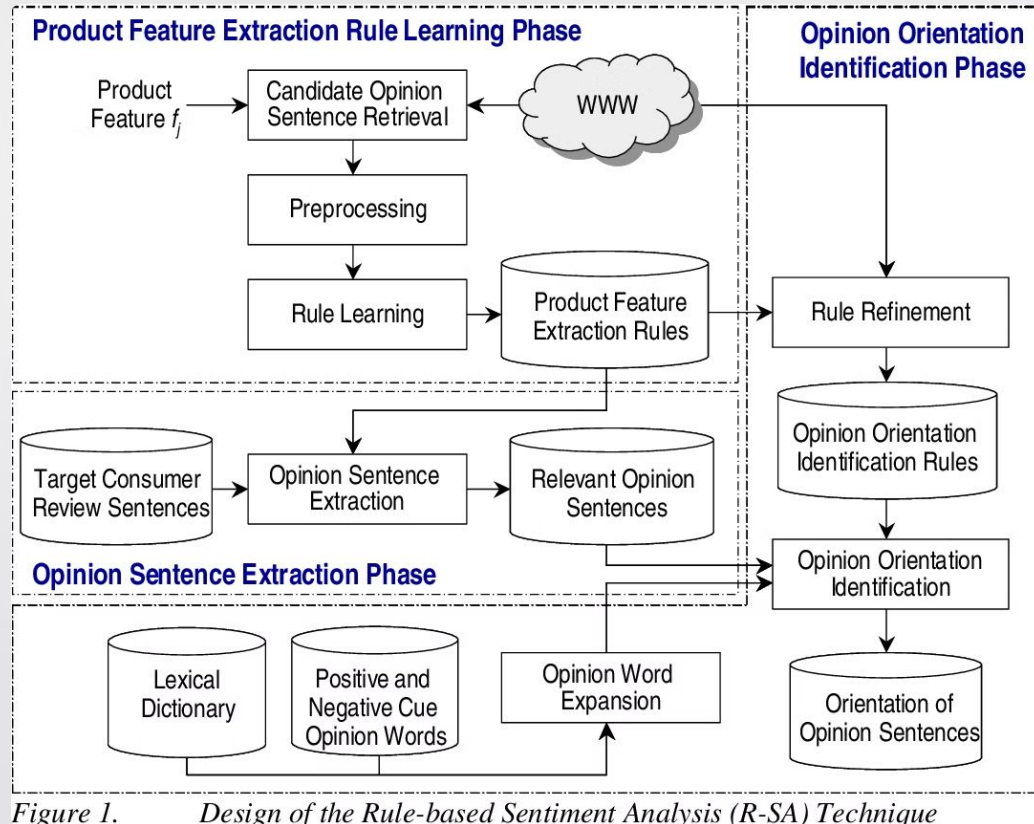 Product Feature Extraction Rule Learning Phase
Opinion Orientation
Identification Phase
Product
Feature fj
Candidate Opinion
Sentence Retrieval
WWW
Preprocessing
Rule Learning
Product Feature
Extraction Rules
Rule Refinement
Opinion Orientation
Identification Rules
Target Consumer
Review Sentences
Opinion Sentence
Extraction
Relevant Opinion
Sentences
Opinion Sentence Extraction Phase
Opinion Orientation
Identification
Lexical
Dictionary
Positive and
Negative Cue
Opinion Words
Opinion Word
Expansion
Orientation of
Opinion Sentences
Figure 1. Design of the Rule-based Sentiment Analysis (R-SA) Technique